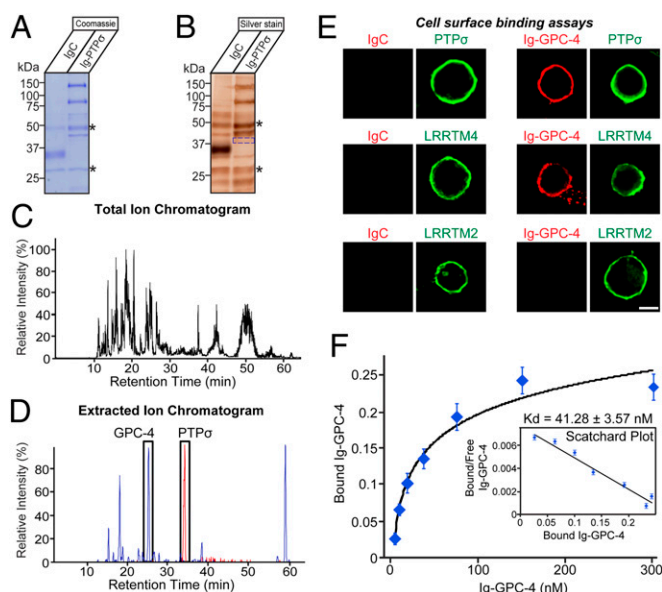 A
Coomassie
IgC
Ig-PTPσ
kDa
150
100
75
50
*
37
25
*
B
Silver stain
IgC
Ig-PTPσ
kDa
150
100
75
50
*
37
25
*
C
Total Ion Chromatogram
Relative Intensity (%)
100
80
60
40
20
0
10 20 30 40 50 60
Retention Time (min)
D
Extracted Ion Chromatogram
GPC-4 PTPσ
Relative Intensity (%)
100
80
60
40
20
0
10 20 30 40 50 60
Retention Time (min)
E
Cell surface binding assays
IgC PTPσ Ig-GPC-4 PTPσ
IgC LRRTM4 Ig-GPC-4 LRRTM4
IgC LRRTM2 Ig-GPC-4 LRRTM2
F
Bound Ig-GPC-4
0.20
0.15
0.1
0.05
0
0 100 200 300
Ig-GPC-4 (nM)
Kd = 41.28 ± 3.57 nM
Scatchard Plot
Bound/Free
Ig-GPC-4
0.006
0.004
0.002
0
0.05 0.1 0.15 0.2
Bound Ig-GPC-4